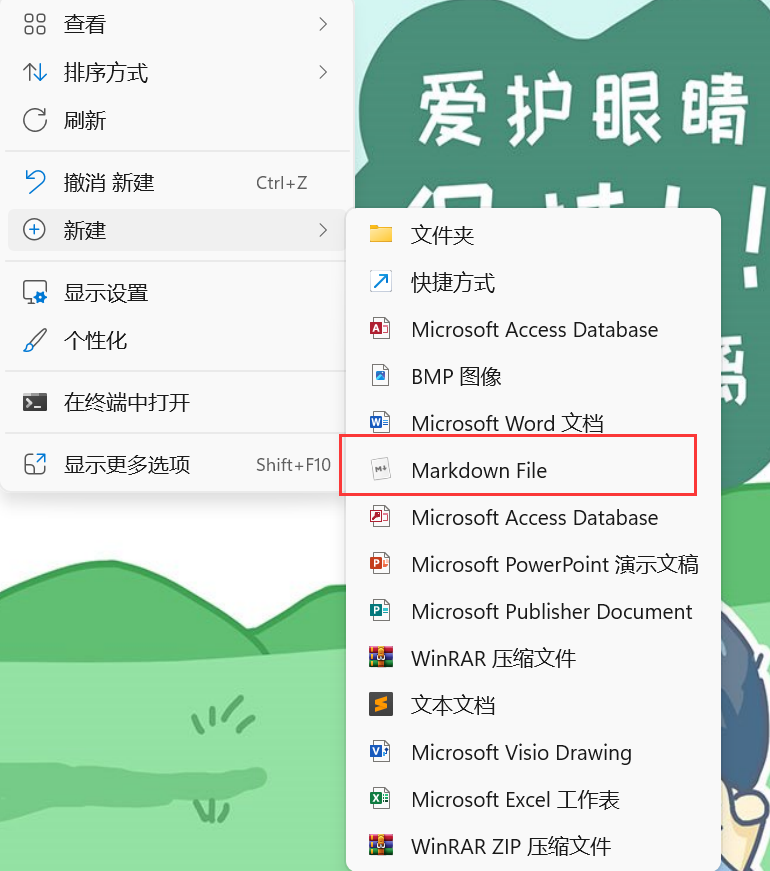 查看
排序方式
刷新
撤消 新建 Ctrl+Z
新建
显示设置
个性化
在终端中打开
显示更多选项 Shift+F10
爱护眼睛
文件夹
快捷方式
Microsoft Access Database
BMP 图像
Microsoft Word 文档
Markdown File
Microsoft Access Database
Microsoft PowerPoint 演示文稿
Microsoft Publisher Document
WinRAR 压缩文件
文本文档
Microsoft Visio Drawing
Microsoft Excel 工作表
WinRAR ZIP 压缩文件